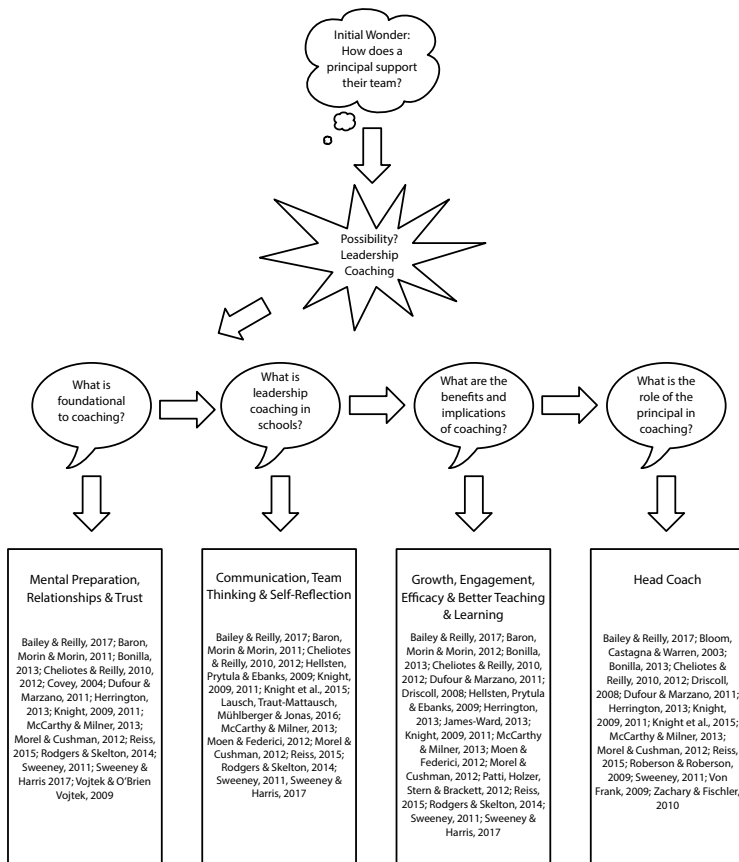 Initial Wonder:
How does a
principal support
their team?
Possibility?
Leadership
Coaching
What is
foundational
to coaching?
What is
leadership
coaching in
schools?
What are the
benefits and
implications
of coaching?
What is the
role of the
principal in
coaching?
Mental Preparation,
Relationships & Trust
Bailey & Reilly, 2017; Baron,
Morin & Morin, 2011; Bonilla,
2013; Cheliotes & Reilly, 2010,
2012; Covey, 2004; Dufour &
Marzano, 2011; Herrington,
2013; Knight, 2009, 2011;
McCarthy & Milner, 2013;
Morel & Cushman, 2012; Reiss,
2015; Rodgers & Skelton, 2014;
Sweeney, 2011; Sweeney &
Harris 2017; Vojtek & O'Brien
Vojtek, 2009
Communication, Team
Thinking & Self-Reflection
Bailey & Reilly, 2017; Baron,
Morin & Morin, 2011; Cheliotes
& Reilly, 2010, 2012; Hellsten,
Prytula & Ebanks, 2009; Knight,
2009, 2011; Knight et al., 2015;
Lausch, Traut-Mattausch,
Mühlberger & Jonas, 2016;
McCarthy & Milner, 2013;
Moen & Federici, 2012; Morel &
Cushman, 2012; Reiss, 2015;
Rodgers & Skelton, 2014;
Sweeney, 2011, Sweeney &
Harris, 2017
Growth, Engagement,
Efficacy & Better Teaching
& Learning
Bailey & Reilly, 2017; Baron,
Morin & Morin, 2012; Bonilla,
2013; Cheliotes & Reilly, 2010,
2012; Dufour & Marzano, 2011;
Driscoll, 2008; Hellsten, Prytula
& Ebanks, 2009; Herrington,
2013; James-Ward, 2013;
Knight, 2009, 2011; McCarthy
& Milner, 2013; Moen &
Federici, 2012; Morel &
Cushman, 2012; Patti, Holzer,
Stern & Brackett, 2012; Reiss,
2015; Rodgers & Skelton, 2014;
Sweeney, 2011; Sweeney &
Harris, 2017
Head Coach
Bailey & Reilly, 2017; Bloom,
Castagna & Warren, 2003;
Bonilla, 2013; Cheliotes &
Reilly, 2010, 2012; Driscoll,
2008; Dufour & Marzano, 2011;
Herrington, 2013; Knight,
2009, 2011; Knight et al., 2015;
McCarthy & Milner, 2013;
Morel & Cushman, 2012; Reiss,
2015; Roberson & Roberson,
2009; Sweeney, 2011; Von
Frank, 2009; Zachary & Fischler,
2010